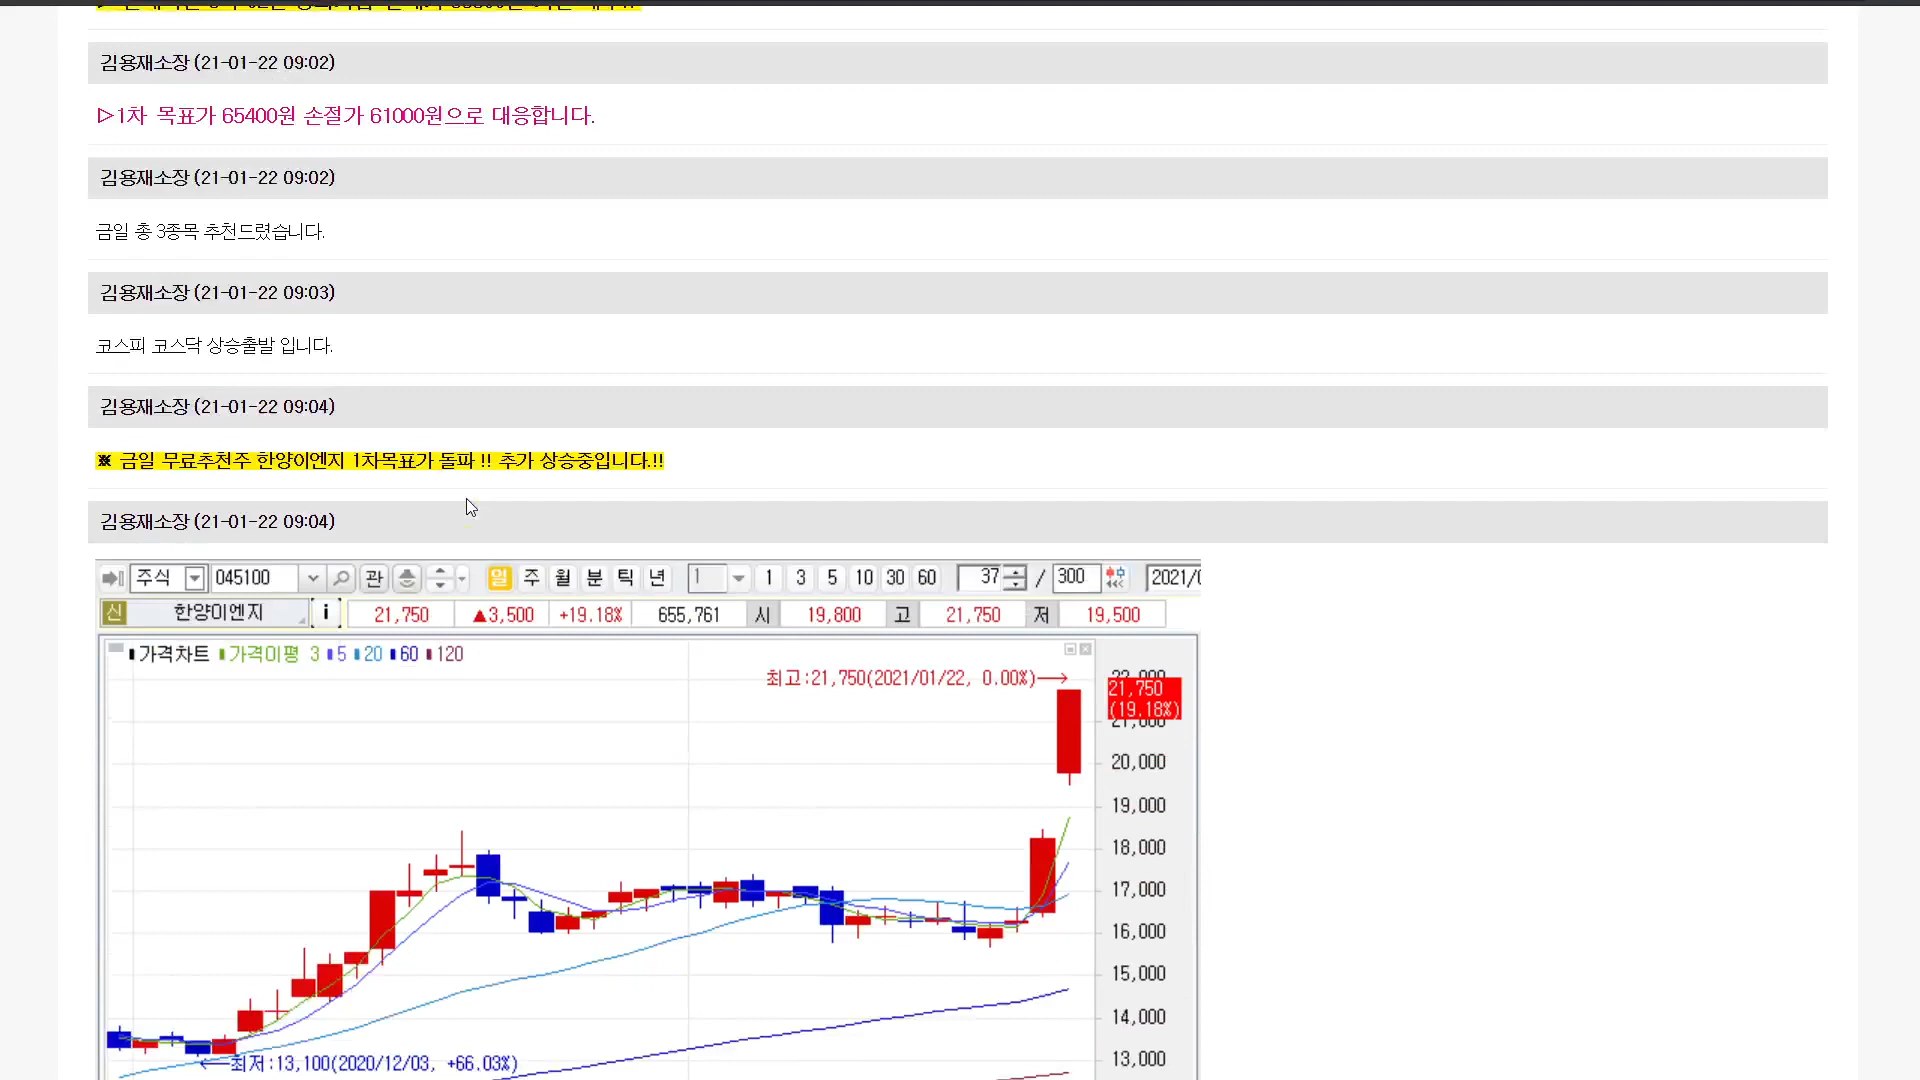 김용재소장 (21-01-22 09:02)
▷1차 목표가 65400원 손절가 61000원으로 대응합니다.
김용재소장 (21-01-22 09:02)
금일 총 3종목 추천드렸습니다.
김용재소장 (21-01-22 09:03)
코스피 코스닥 상승출발 입니다.
김용재소장 (21-01-22 09:04)
※ 금일 무료추천주 한양이엔지 1차목표가 돌파 !! 추가 상승중입니다.!!
김용재소장 (21-01-22 09:04)
주식 045100 관 일 주 월 분 틱 년 1 1 3 5 10 30 60 37 / 300 2021/0
신 한양이엔지 i 21,750 ▲3,500 +19.18% 655,761 시 19,800 고 21,750 저 19,500
가격차트 가격이평 3 5 20 60 120
최고:21,750(2021/01/22, 0.00%)→
22,000
21,750
(19.18%)
21,000
20,000
19,000
18,000
17,000
16,000
15,000
14,000
13,000
←최저:13,100(2020/12/03, +66.03%)